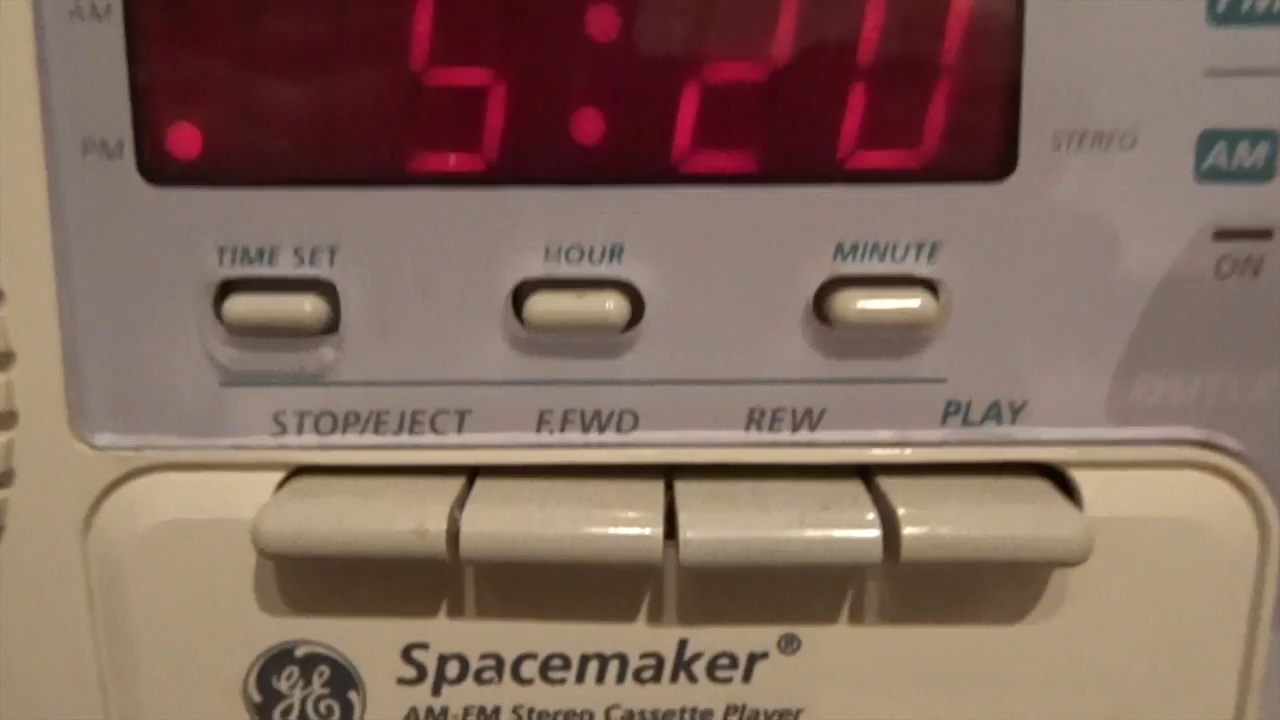 AM
5:20
PM
STEREO
AM
TIME SET HOUR MINUTE
ON
STOP/EJECT F.FWD REW PLAY
GE Spacemaker®
AM-FM Stereo Cassette Player